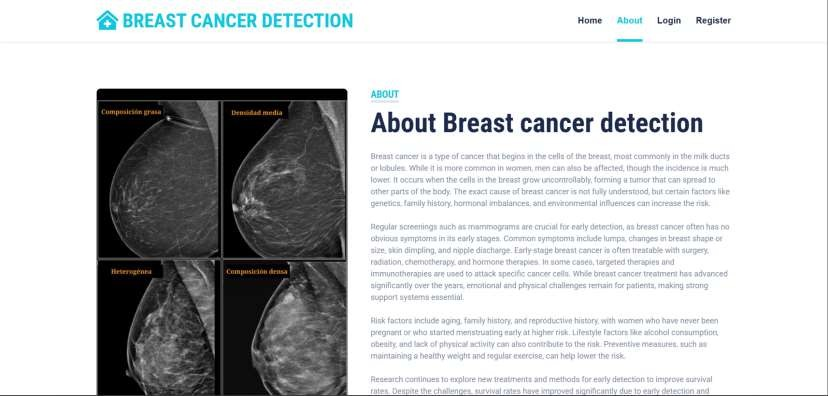 BREAST CANCER DETECTION
Home About Login Register
Composición grasa
Densidad media
Heterogénea
Composición densa
ABOUT
About Breast cancer detection
Breast cancer is a type of cancer that begins in the cells of the breast, most commonly in the milk ducts
or lobules. While it is more common in women, men can also be affected, though the incidence is much
lower. It occurs when the cells in the breast grow uncontrollably, forming a tumor that can spread to
other parts of the body. The exact cause of breast cancer is not fully understood, but certain factors like
genetics, family history, hormonal imbalances, and environmental influences can increase the risk.
Regular screenings such as mammograms are crucial for early detection, as breast cancer often has no
obvious symptoms in its early stages. Common symptoms include lumps, changes in breast shape or
size, skin dimpling, and nipple discharge. Early-stage breast cancer is often treatable with surgery,
radiation, chemotherapy, and hormone therapies. In some cases, targeted therapies and
immunotherapies are used to attack specific cancer cells. While breast cancer treatment has advanced
significantly over the years, emotional and physical challenges remain for patients, making strong
support systems essential.
Risk factors include aging, family history, and reproductive history, with women who have never been
pregnant or who started menstruating early at higher risk. Lifestyle factors like alcohol consumption,
obesity, and lack of physical activity can also contribute to the risk. Preventive measures, such as
maintaining a healthy weight and regular exercise, can help lower the risk.
Research continues to explore new treatments and methods for early detection to improve survival
rates. Despite the challenges, survival rates have improved significantly due to early detection and